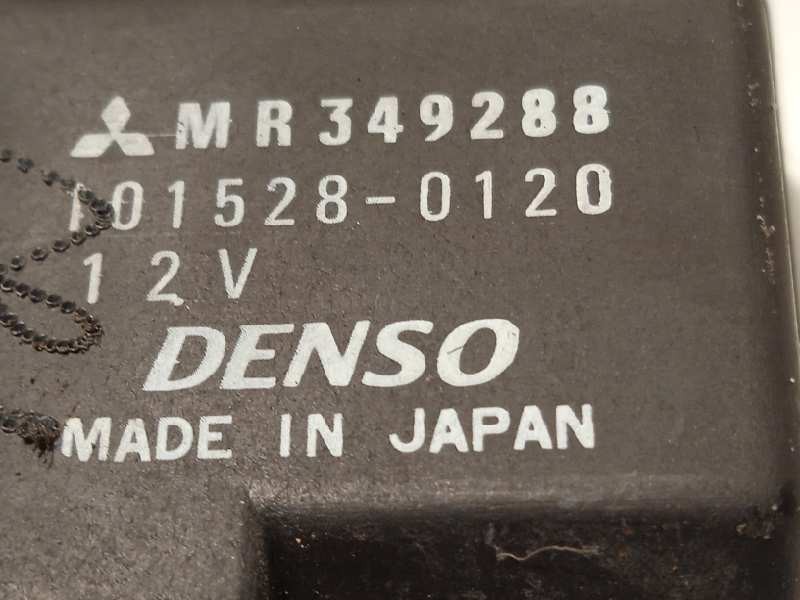 MR349288
101528-0120
12V
DENSO
MADE IN JAPAN